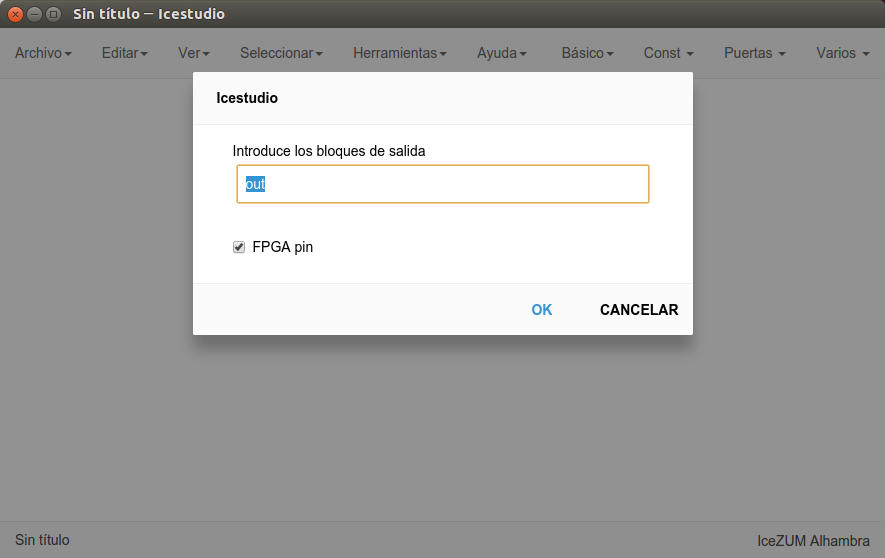 Sin título – Icestudio
Archivo Editar Ver Seleccionar Herramientas Ayuda Básico Const Puertas Varios
Icestudio
Introduce los bloques de salida
out
FPGA pin
OK CANCELAR
Sin título IceZUM Alhambra